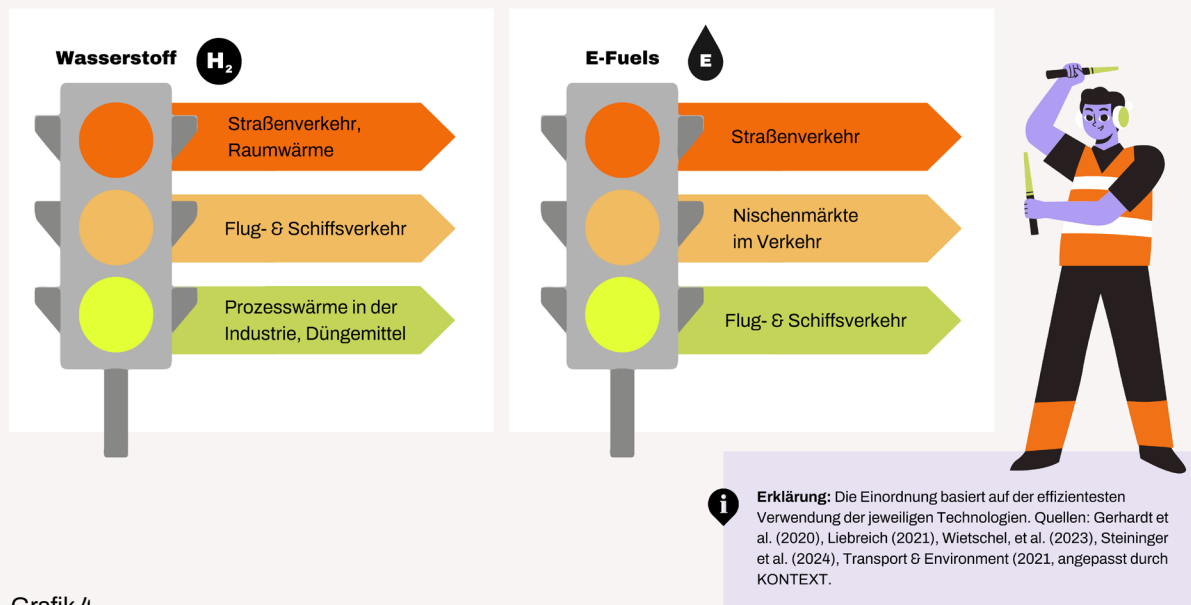 Wasserstoff
H₂
Straßenverkehr,
Raumwärme
Flug- & Schiffsverkehr
Prozesswärme in der
Industrie, Düngemittel
E-Fuels
E
Straßenverkehr
Nischenmärkte
im Verkehr
Flug- & Schiffsverkehr
i
Erklärung: Die Einordnung basiert auf der effizientesten
Verwendung der jeweiligen Technologien. Quellen: Gerhardt et
al. (2020), Liebreich (2021), Wietschel, et al. (2023), Steininger
et al. (2024), Transport & Environment (2021, angepasst durch
KONTEXT.
Grafik 4